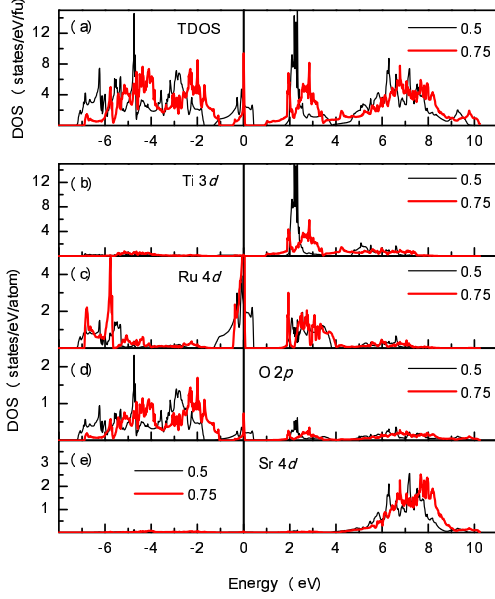 (a) TDOS 0.5
0.75
12
8
4
DOS ( states/eV/fu)
-6 -4 -2 0 2 4 6 8 10
(b) Ti 3d 0.5
0.75
12
8
4
(c) Ru 4d 0.5
0.75
4
2
DOS ( states/eV/atom)
(d) O 2p 0.5
0.75
2
1
0
(e) Sr 4d
0.5
0.75
3
2
1
-6 -4 -2 0 2 4 6 8 10
Energy ( eV)